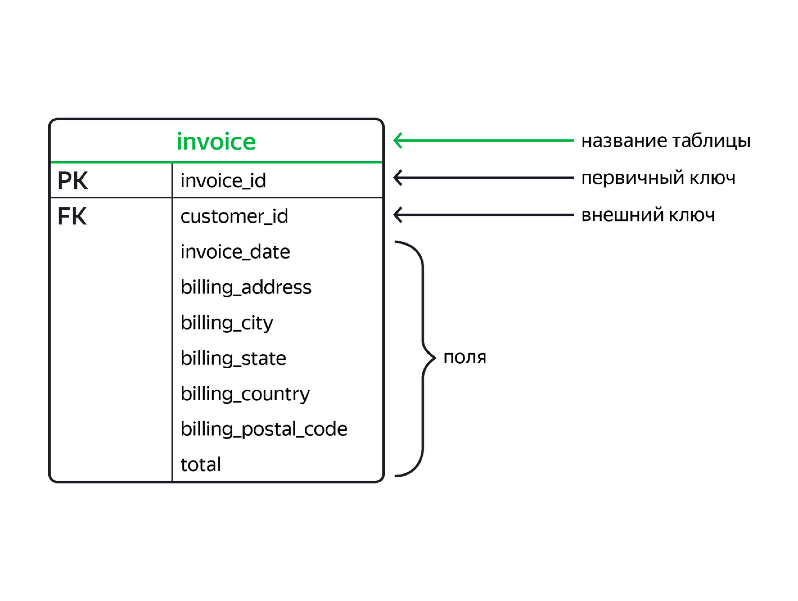 invoice
название таблицы
PK invoice_id
первичный ключ
FK customer_id
внешний ключ
invoice_date
billing_address
billing_city
billing_state
поля
billing_country
billing_postal_code
total